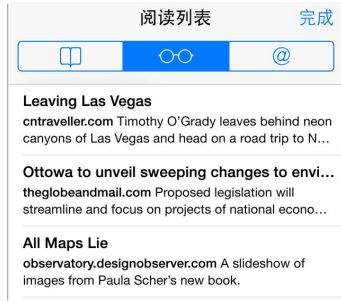 阅读列表 完成
@
Leaving Las Vegas
cntraveller.com Timothy O'Grady leaves behind neon
canyons of Las Vegas and head on a road trip to N…
Ottowa to unveil sweeping changes to envi…
theglobeandmail.com Proposed legislation will
streamline and focus on projects of national econo…
All Maps Lie
observatory.designobserver.com A slideshow of
images from Paula Scher's new book.